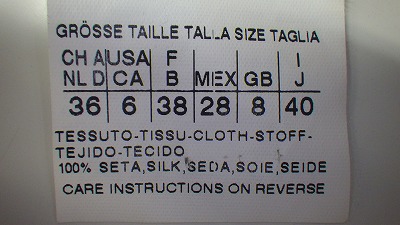 GRÖSSE TAILLE TALLA SIZE TAGLIA
CH A USA F I
NL D CA B MEX GB J
36 6 38 28 8 40
TESSUTO-TISSU-CLOTH-STOFF-
TEJIDO-TECIDO
100% SETA,SILK,SEDA,SOIE,SEIDE
CARE INSTRUCTIONS ON REVERSE